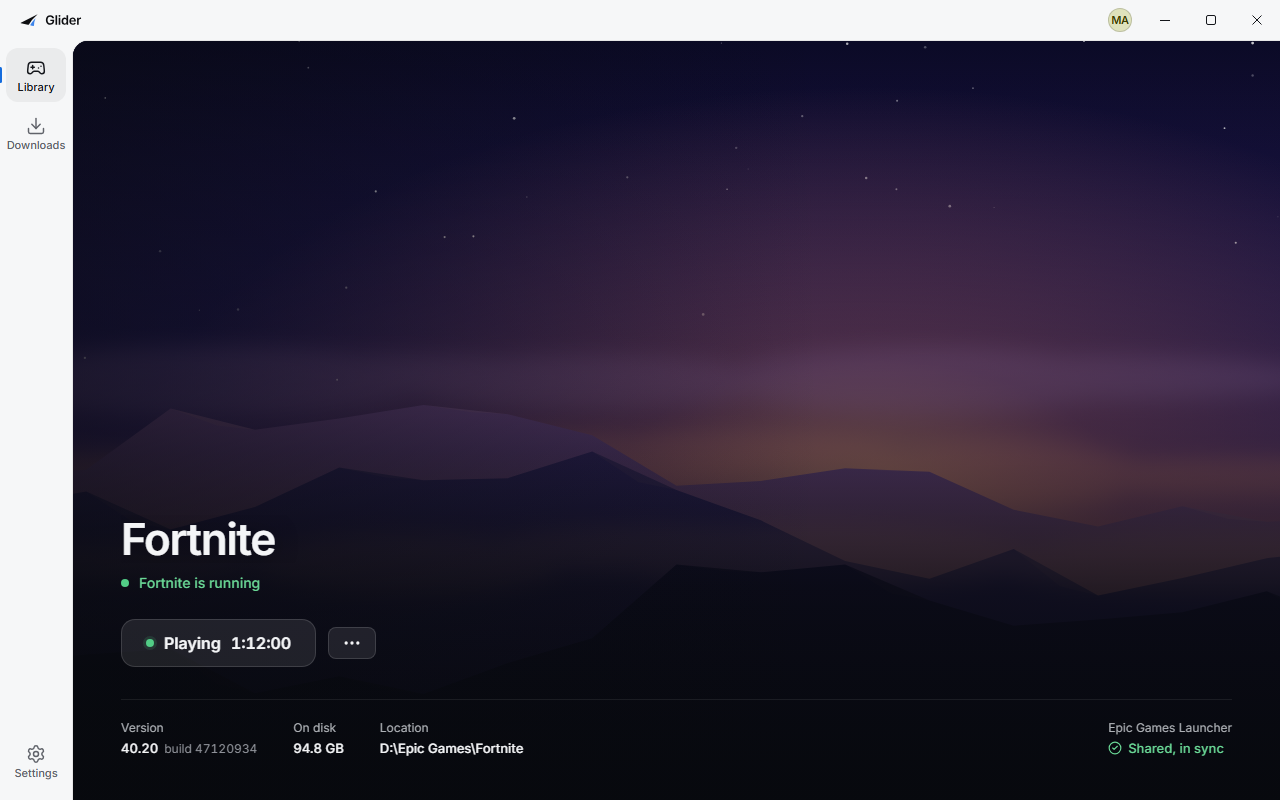 Glider
MA
Library
Downloads
Fortnite
Fortnite is running
Playing 1:12:00
Version
40.20 build 47120934
On disk
94.8 GB
Location
D:\Epic Games\Fortnite
Epic Games Launcher
Shared, in sync
Settings